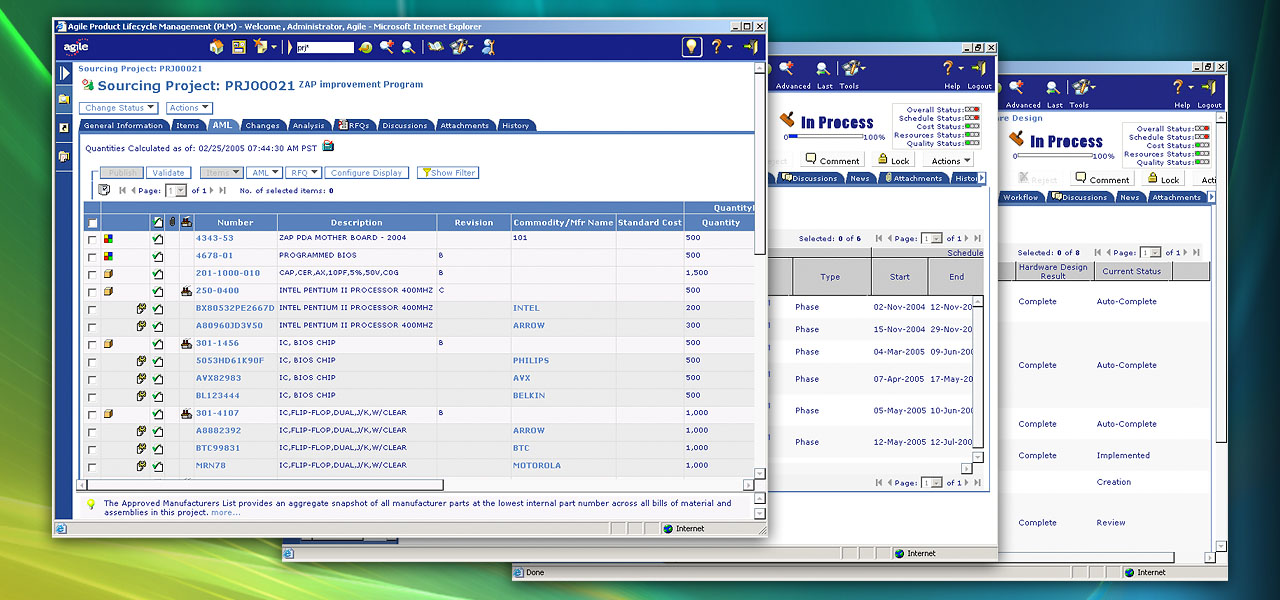 Agile Product Lifecycle Management (PLM) - Welcome , Administrator, Agile - Microsoft Internet Explorer
agile
prj*
Sourcing Project: PRJ00021
Sourcing Project: PRJ00021 ZAP improvement Program
Change Status Actions
General Information Items AML Changes Analysis RFQs Discussions Attachments History
Quantities Calculated as of: 02/25/2005 07:44:30 AM PST
Publish Validate Items AML RFQ Configure Display Show Filter
Page: 1 of 1 No. of selected items: 0
Quantity
Number Description Revision Commodity/Mfr Name Standard Cost Quantity
4343-53 ZAP PDA MOTHER BOARD - 2004 101 500
4678-01 PROGRAMMED BIOS B 500
201-1000-010 CAP,CER,AX,10PF,5%,50V,C0G B 1,500
250-0400 INTEL PENTIUM II PROCESSOR 400MHZ C 500
BX80532PE2667D INTEL PENTIUM II PROCESSOR 400MHZ INTEL 200
A809603D3V50 INTEL PENTIUM II PROCESSOR 400MHZ ARROW 300
301-1456 IC, BIOS CHIP B 500
5053HD61K90F IC, BIOS CHIP PHILIPS 500
AVX82983 IC, BIOS CHIP AVX 500
BL123444 IC, BIOS CHIP BELKIN 500
301-4107 IC,FLIP-FLOP,DUAL,J/K,W/CLEAR B 1,000
A8882392 IC,FLIP-FLOP,DUAL,J/K,W/CLEAR ARROW 1,000
BTC99831 IC,FLIP-FLOP,DUAL,J/K,W/CLEAR BTC 1,000
MRN78 IC,FLIP-FLOP,DUAL,J/K,W/CLEAR MOTOROLA 1,000
The Approved Manufacturers List provides an aggregate snapshot of all manufacturer parts at the lowest internal part number across all bills of material and
assemblies in this project. more...
Internet
Advanced Last Tools Help Logout
In Process
0 100%
Overall Status:
Schedule Status:
Cost Status:
Resources Status:
Quality Status:
Comment Lock Actions
Discussions News Attachments Histor
Selected: 0 of 6 Page: 1 of 1
Schedule
Type Start End
Phase 02-Nov-2004 12-Nov-20
Phase 15-Nov-2004 29-Nov-20
Phase 04-Mar-2005 09-Jun-20
Phase 07-Apr-2005 17-May-20
Phase 05-May-2005 10-Jun-20
Phase 12-May-2005 12-Jul-200
Page: 1 of 1
Internet
Advanced Last Tools Help Logout
re Design
In Process
0 100%
Overall Status:
Schedule Status:
Cost Status:
Resources Status:
Quality Status:
Reject Comment Lock Acti
Workflow Discussions News Attachments
Selected: 0 of 8 Page: 1 of 1
Hardware Design
Result Current Status
Complete Auto-Complete
Complete Auto-Complete
Complete Auto-Complete
Complete Implemented
Creation
Complete Review
Done Internet